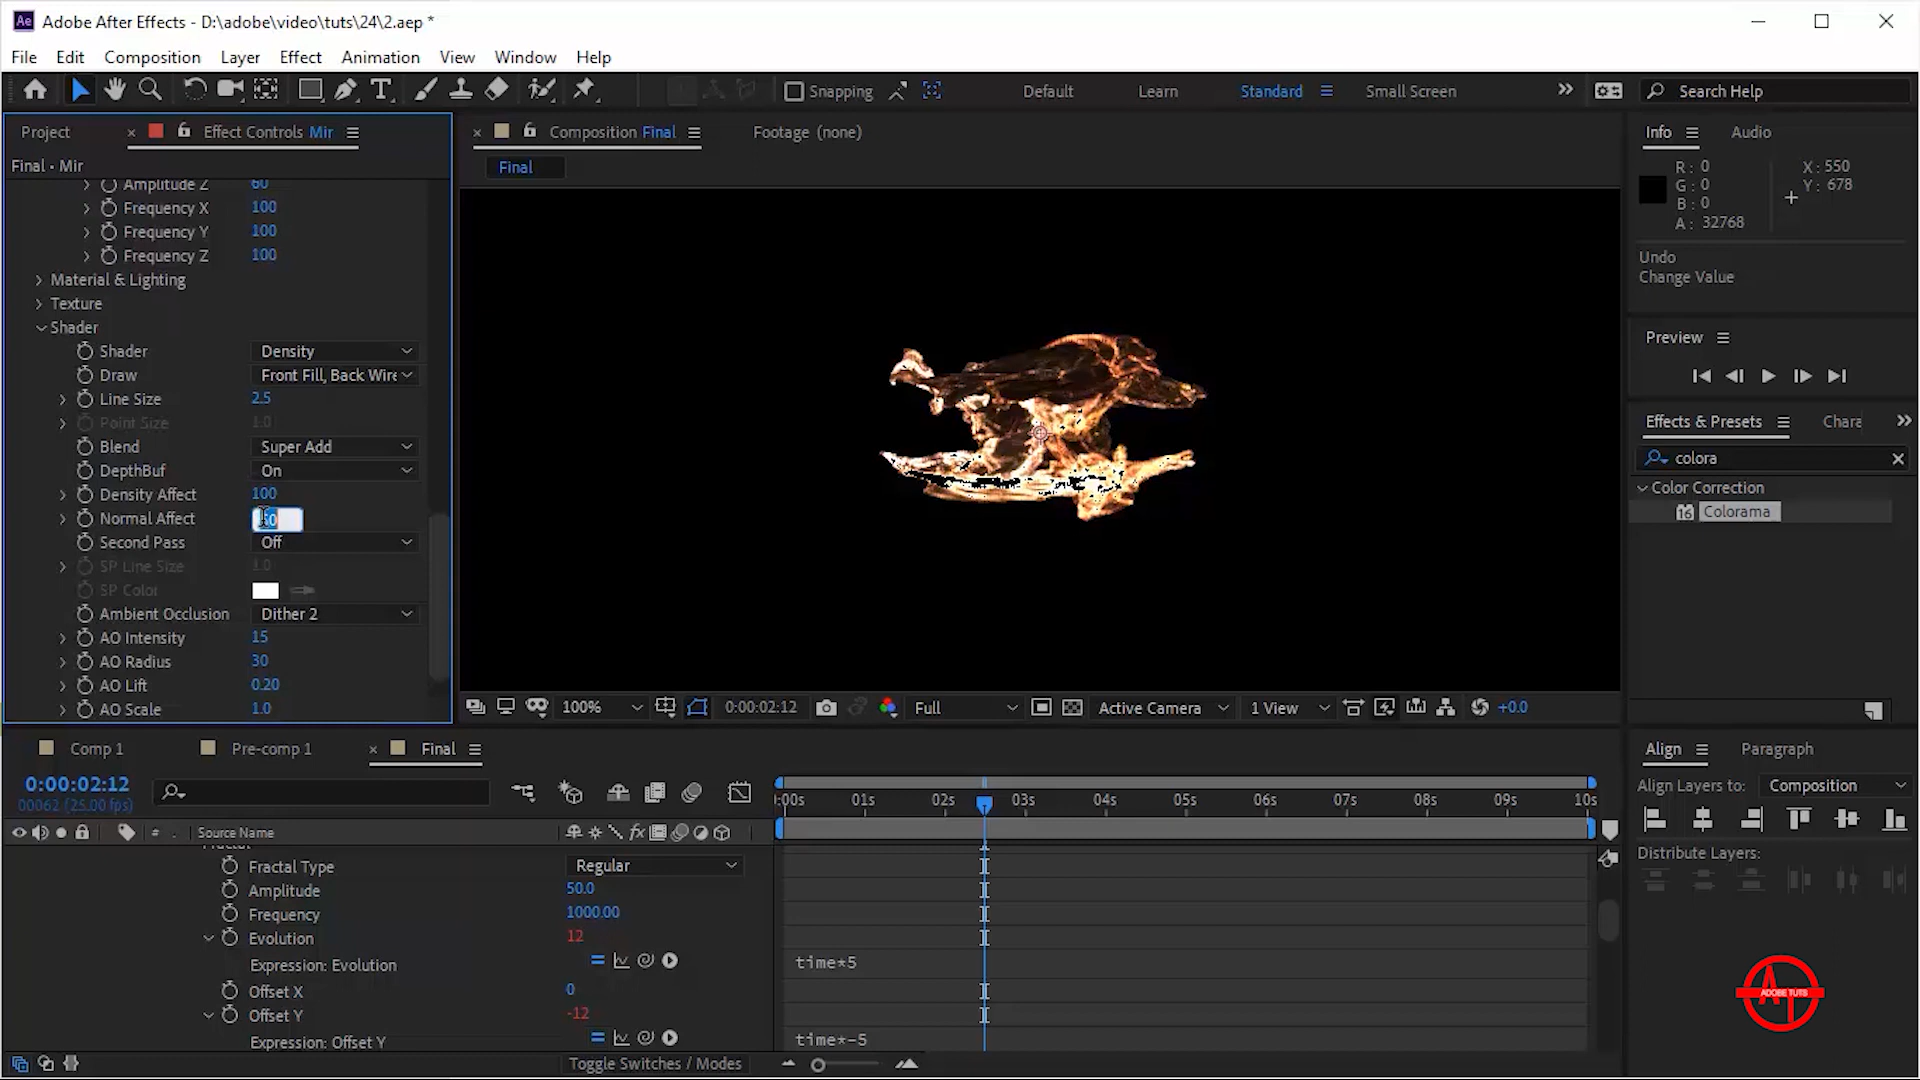 Ae Adobe After Effects - D:\adobe\video\tuts\24\2.aep *
File Edit Composition Layer Effect Animation View Window Help
Snapping Default Learn Standard Small Screen Search Help
Project Effect Controls Mir Composition Final Footage (none) Info Audio
Final • Mir
Final
R : 0 X : 550
G : 0 Y : 678
B : 0
A : 32768
Amplitude Z 60
Frequency X 100
Frequency Y 100
Frequency Z 100
Undo
Change Value
Material & Lighting
Texture
Shader
Preview
Shader Density
Draw Front Fill, Back Wire
Line Size 2.5
Point Size 1.0
Blend Super Add
DepthBuf On
Density Affect 100
Normal Affect
Second Pass Off
SP Line Size 1.0
SP Color
Ambient Occlusion Dither 2
AO Intensity 15
AO Radius 30
AO Lift 0.20
AO Scale 1.0
Effects & Presets Chara
colora
Color Correction
16 Colorama
100% 0:00:02:12 Full Active Camera 1 View +0.0
Comp 1 Pre-comp 1 Final
0:00:02:12
00062 (25.00 fps)
:00s 01s 02s 03s 04s 05s 06s 07s 08s 09s 10s
# . Source Name fx
Fractal
Fractal Type Regular
Amplitude 50.0
Frequency 1000.00
Evolution 12
Expression: Evolution time*5
Offset X 0
Offset Y -12
Expression: Offset Y time*-5
Toggle Switches / Modes
Align Paragraph
Align Layers to: Composition
Distribute Layers:
ADOBE TUTS